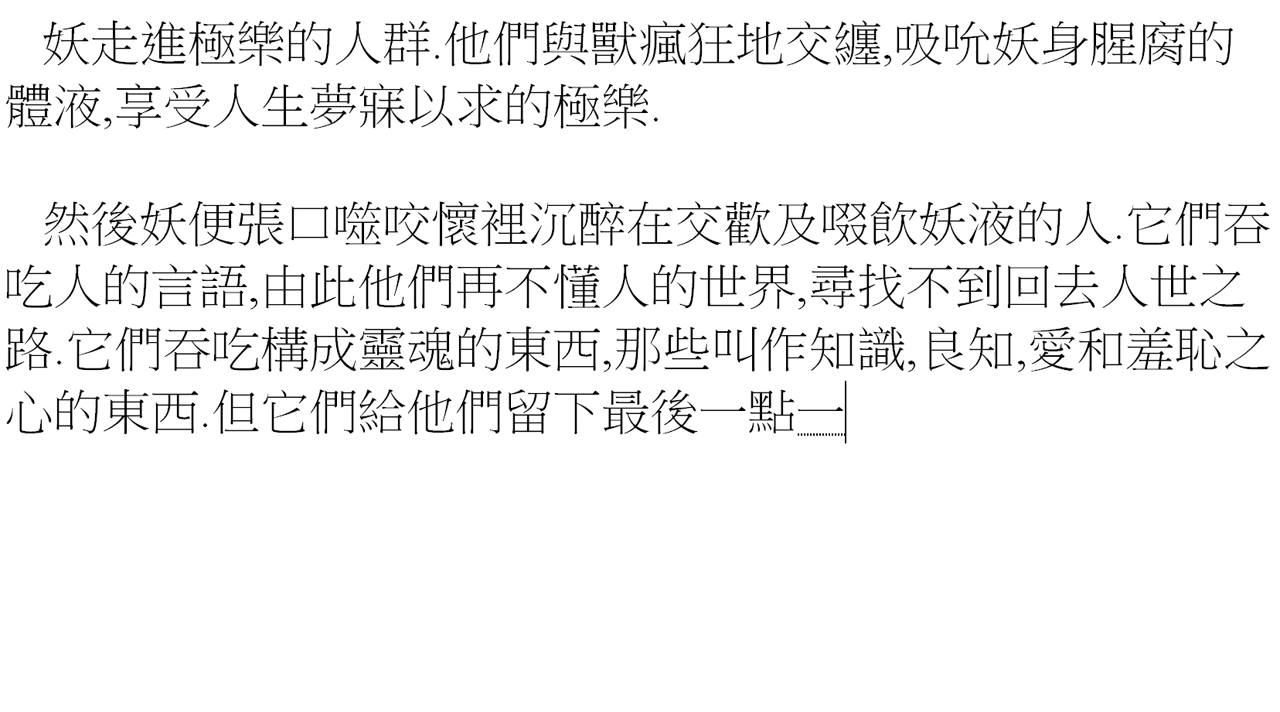 妖走進極樂的人群.他們與獸瘋狂地交纏,吸吮妖身腥腐的
體液,享受人生夢寐以求的極樂.
然後妖便張口噬咬懷裡沉醉在交歡及啜飲妖液的人.它們吞
吃人的言語,由此他們再不懂人的世界,尋找不到回去人世之
路.它們吞吃構成靈魂的東西,那些叫作知識,良知,愛和羞恥之
心的東西.但它們給他們留下最後一點一